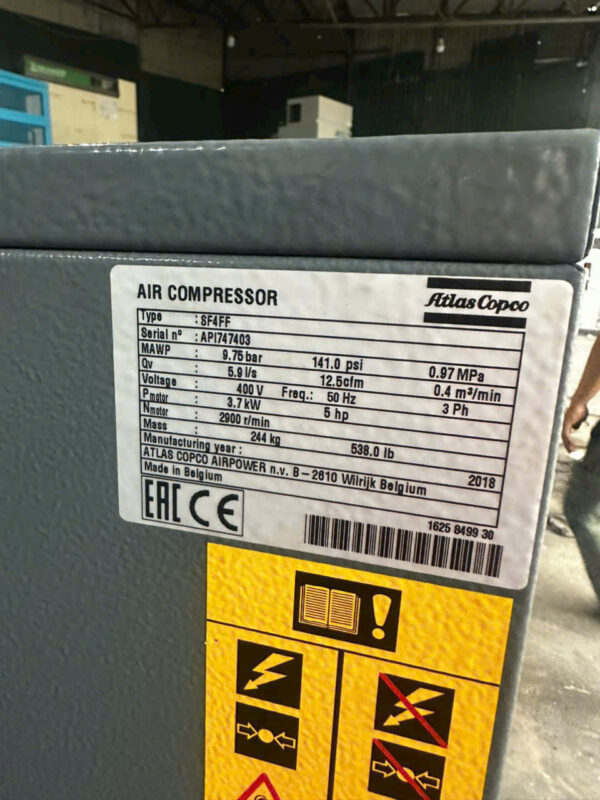 AIR COMPRESSOR
Atlas Copco
Type : SF4FF
Serial n° : API747403
MAWP : 9.75 bar 141.0 psi 0.97 MPa
Qv : 5.9 l/s 12.5cfm 0.4 m³/min
Voltage : 400 V Freq.: 50 Hz 3 Ph
Pmotor : 3.7 kW 5 hp
Nmotor : 2900 r/min
Mass : 244 kg 538.0 lb
Manufacturing year : 2018
ATLAS COPCO AIRPOWER n.v. B – 2610 Wilrijk Belgium
Made in Belgium
EAC CE
1625 8499 30